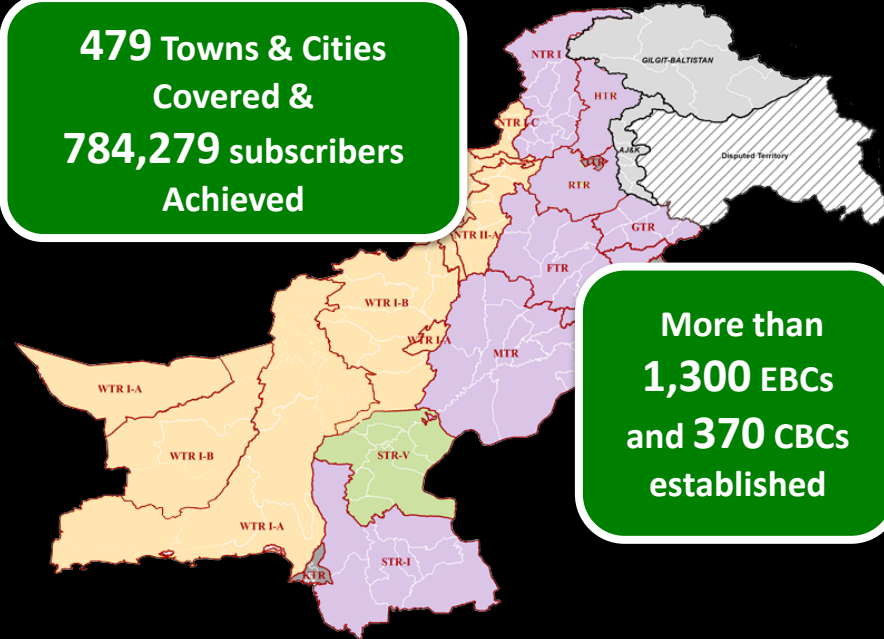 479 Towns & Cities
Covered &
784,279 subscribers
Achieved
NTR I
GILGIT-BALTISTAN
HTR
NTR I-C
AJ&K
Disputed Territory
RTR
NTR II-A
GTR
FTR
WTR I-B
WTR I-A
MTR
WTR I-A
WTR I-B
STR-V
WTR I-A
KTR
STR-I
More than
1,300 EBCs
and 370 CBCs
established